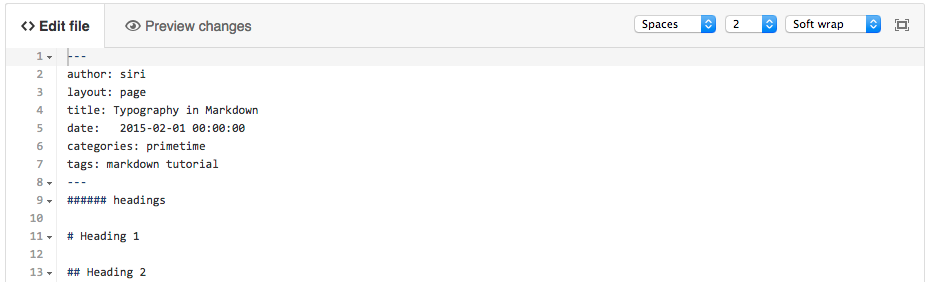 <> Edit file Preview changes Spaces 2 Soft wrap
1 ---
2 author: siri
3 layout: page
4 title: Typography in Markdown
5 date:   2015-02-01 00:00:00
6 categories: primetime
7 tags: markdown tutorial
8 ---
9 ###### headings
10
11 # Heading 1
12
13 ## Heading 2